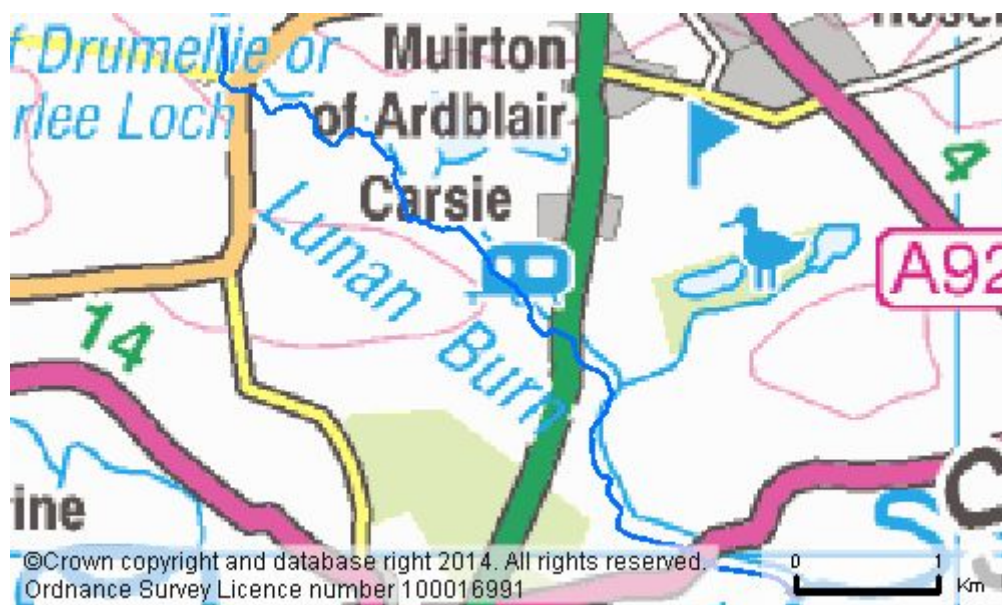 f Drumellie or
rlee Loch
Muirton
of Ardblair
Carsie
Lunan
Burn
4
A92
14
ine
©Crown copyright and database right 2014. All rights reserved.
Ordnance Survey Licence number 100016991
0 1
Km